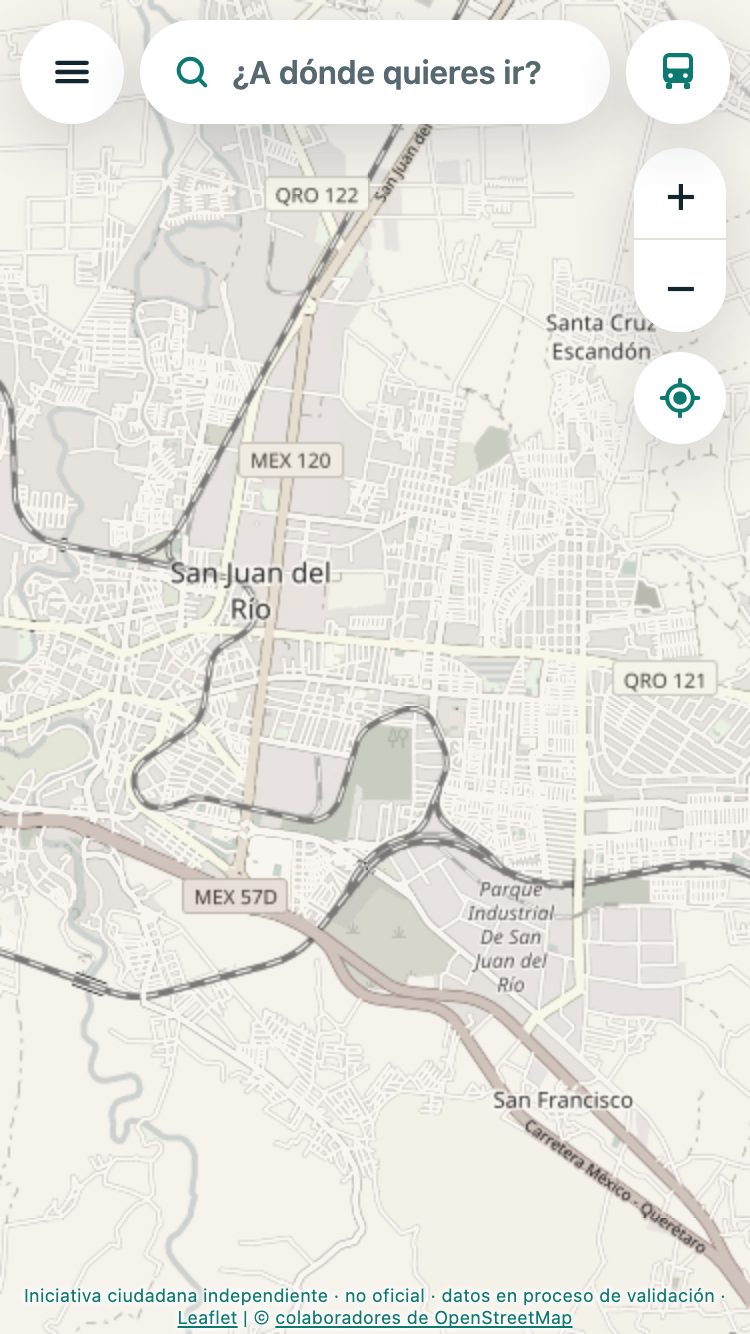 ¿A dónde quieres ir?
San Juan del
QRO 122
Santa Cruz
Escandón
MEX 120
San Juan del
Río
QRO 121
MEX 57D
Parque
Industrial
De San
Juan del
Río
San Francisco
Carretera México - Querétaro
Iniciativa ciudadana independiente · no oficial · datos en proceso de validación ·
Leaflet | © colaboradores de OpenStreetMap